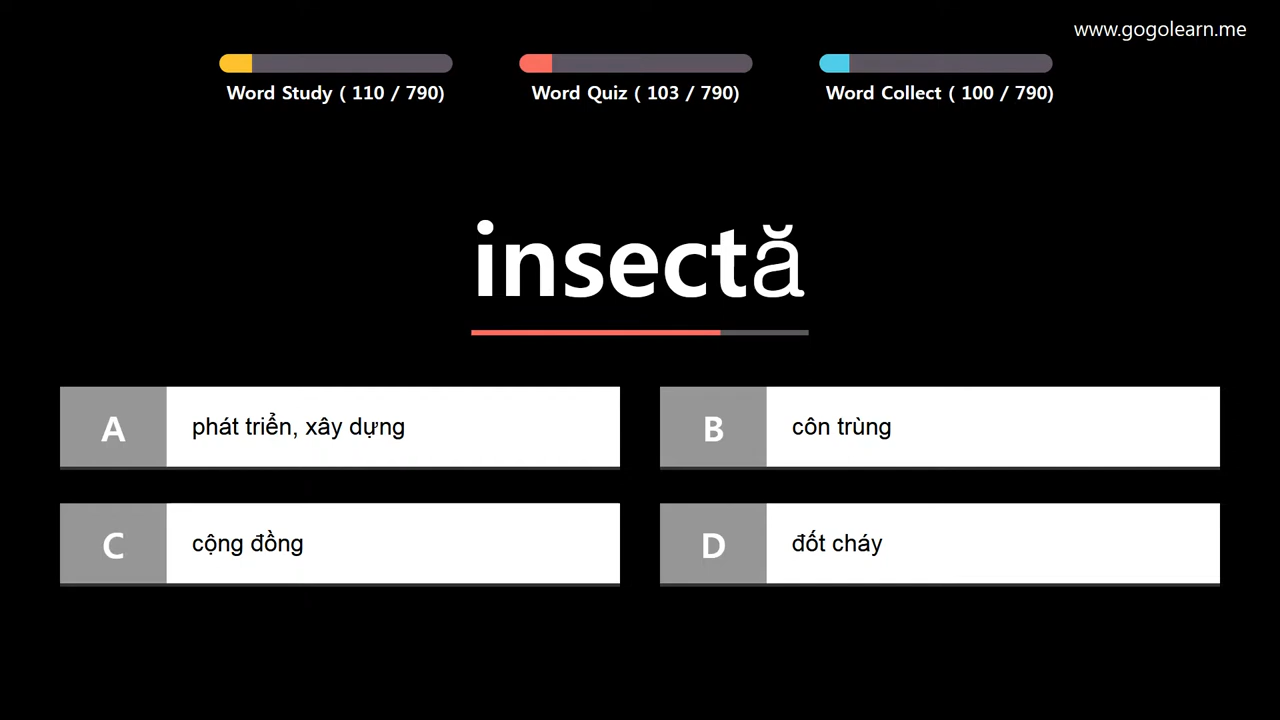 www.gogolearn.me
Word Study ( 110 / 790)
Word Quiz ( 103 / 790)
Word Collect ( 100 / 790)
insectă
A phát triển, xây dựng
B côn trùng
C cộng đồng
D đốt cháy